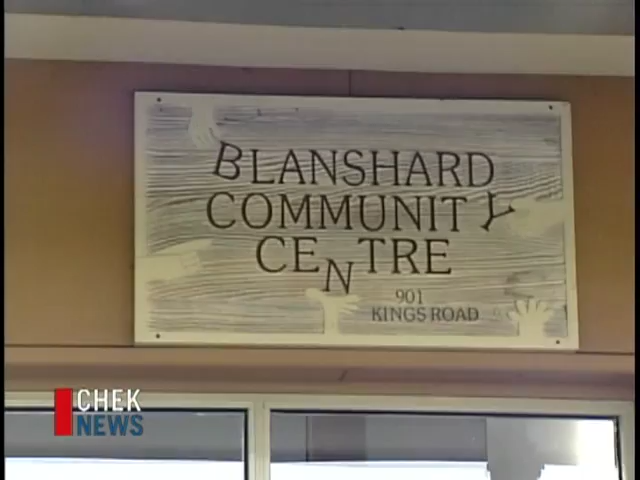 BLANSHARD
COMMUNITY
CENTRE
901
KINGS ROAD
CHEK
NEWS